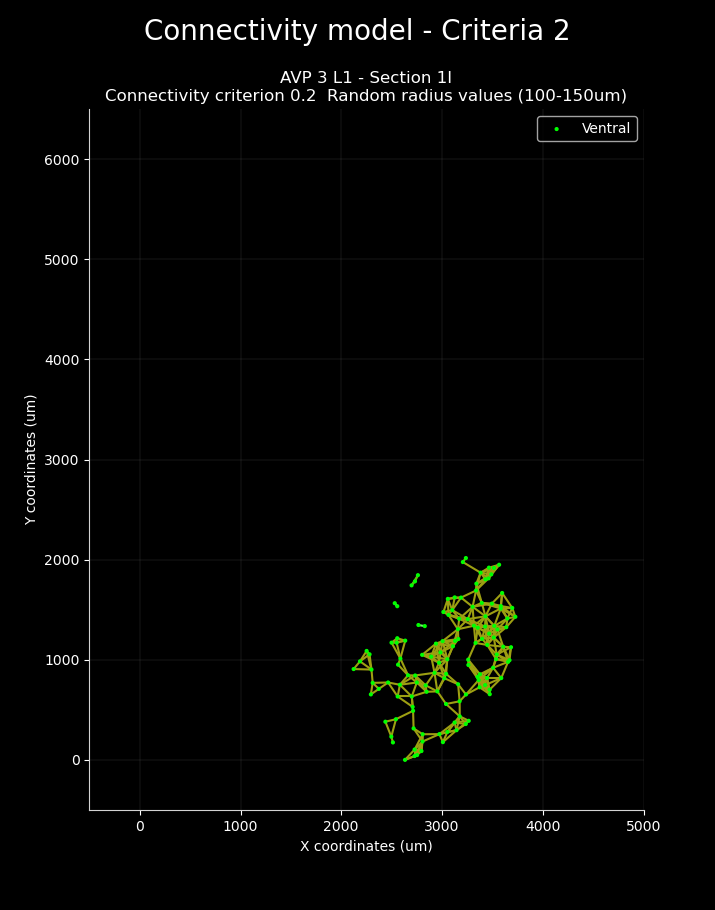 Connectivity model - Criteria 2
AVP 3 L1 - Section 1I
Connectivity criterion 0.2  Random radius values (100-150um)
Ventral
6000
5000
4000
3000
2000
1000
0
Y coordinates (um)
0 1000 2000 3000 4000 5000
X coordinates (um)